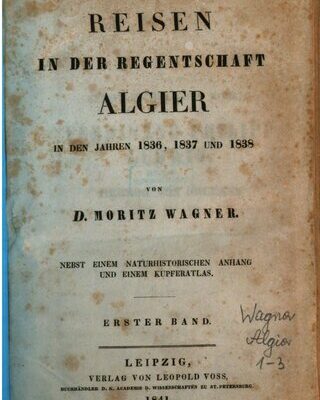 REISEN
IN DER REGENTSCHAFT
ALGIER
IN DEN JAHREN 1836, 1837 UND 1838
VON
D. MORITZ WAGNER.
NEBST EINEM NATURHISTORISCHEN ANHANG
UND EINEM KUPFERATLAS.
ERSTER BAND.
Wagner
Algier
1-3
LEIPZIG,
VERLAG VON LEOPOLD VOSS,
BUCHHÄNDLER D. K. ACADEMIE D. WISSENSCHAFTEN ZU ST. PETERSBURG.
1841